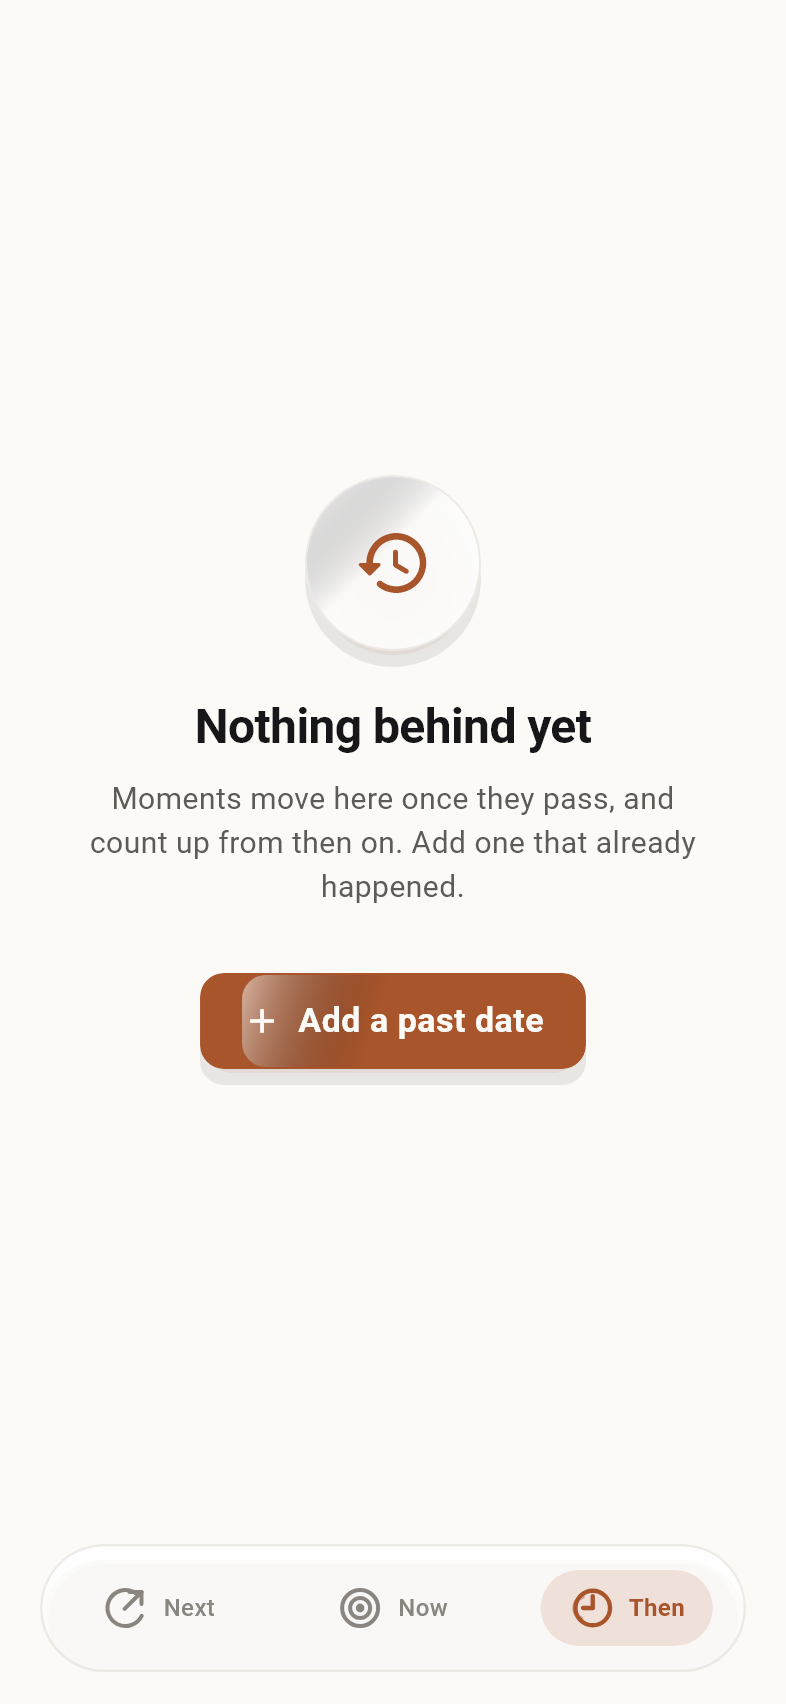 Nothing behind yet
Moments move here once they pass, and
count up from then on. Add one that already
happened.
Add a past date
Next
Now
Then